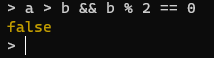 > a > b && b % 2 == 0
false
>